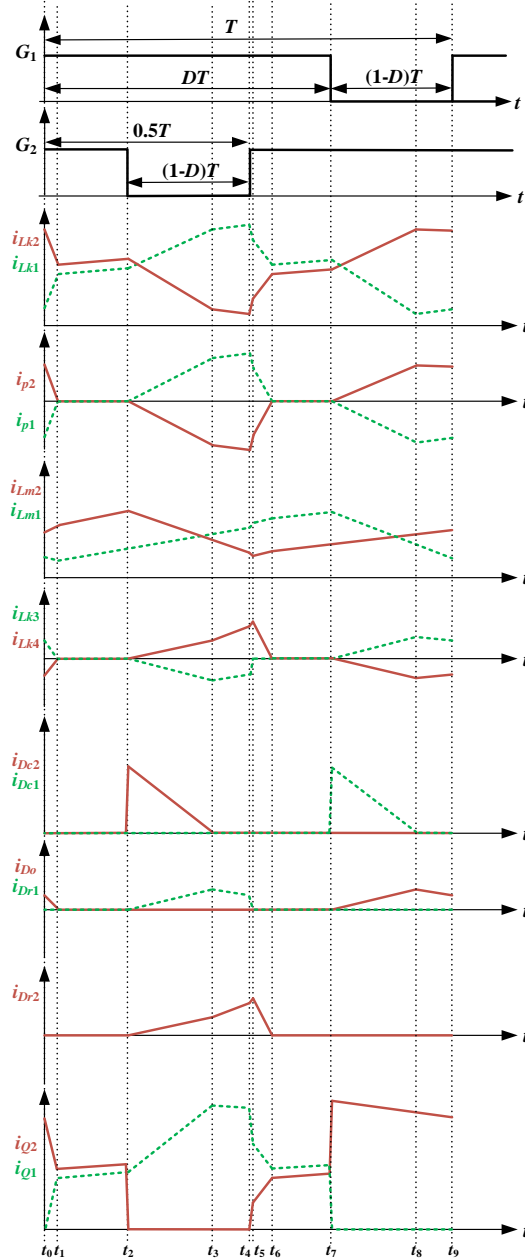 T
G1
DT
(1-D)T
t
0.5T
G2
(1-D)T
t
iLk2
iLk1
t
ip2
ip1
t
iLm2
iLm1
t
iLk3
iLk4
t
iDc2
iDc1
t
iDo
iDr1
t
iDr2
t
iQ2
iQ1
t
t0 t1 t2 t3 t4 t5 t6 t7 t8 t9